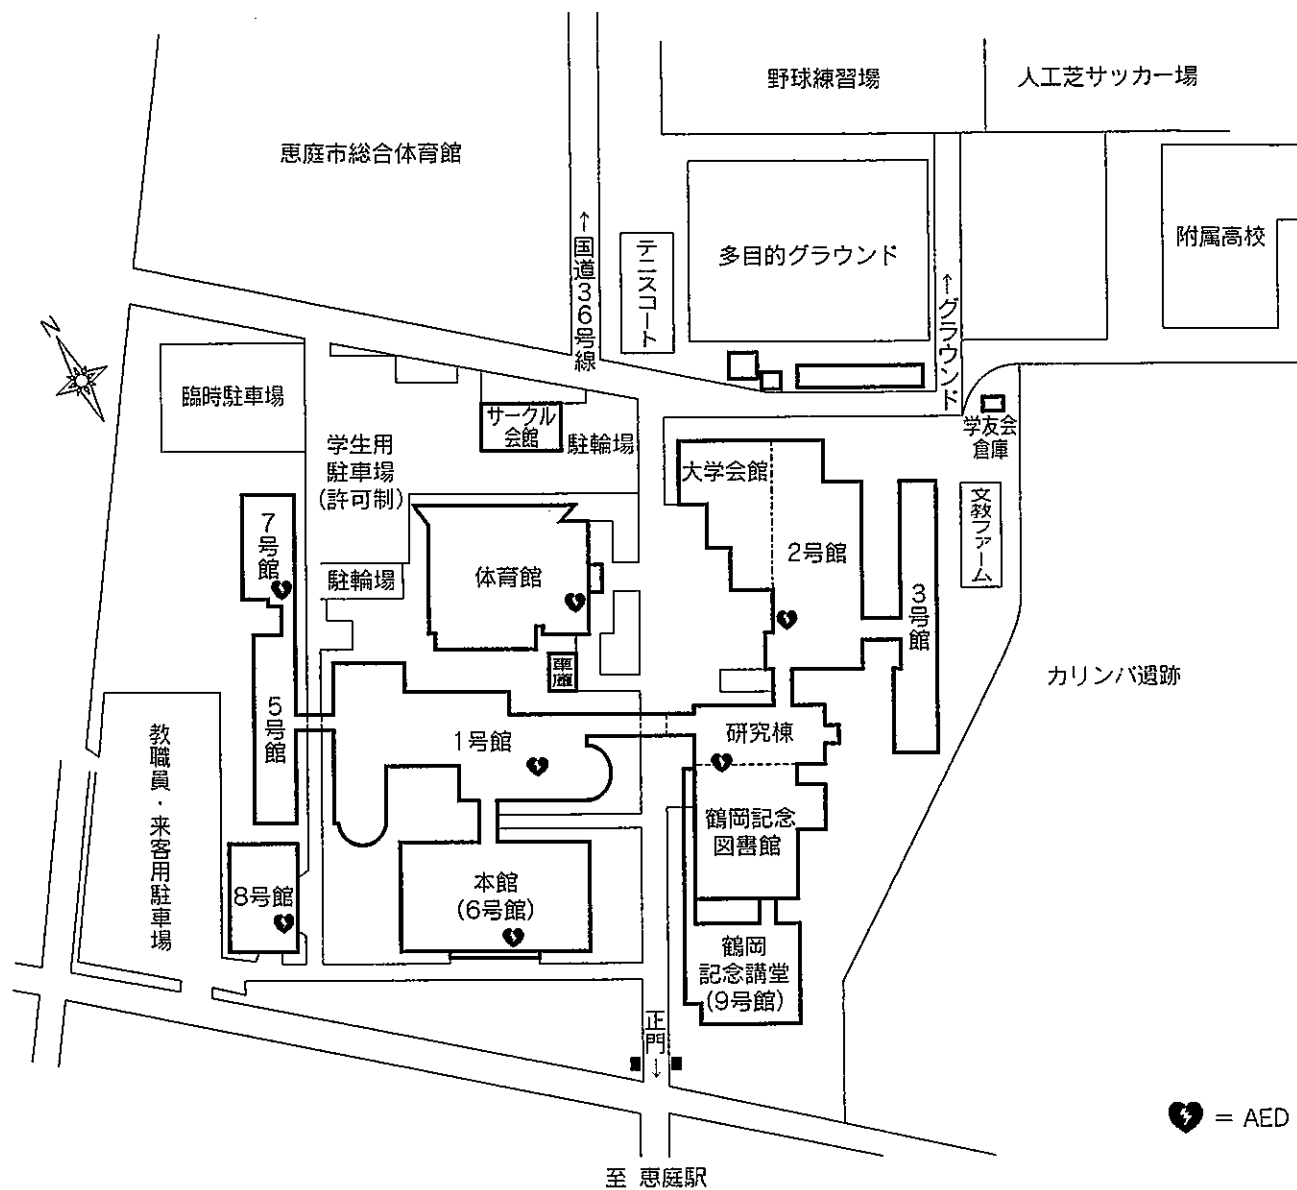 野球練習場
人工芝サッカー場
恵庭市総合体育館
←国道36号線
テニスコート
多目的グラウンド
←グラウンド
附属高校
N
臨時駐車場
サークル
会館
駐輪場
学生用
駐車場
(許可制)
大学会館
学友会
倉庫
文教ファーム
7号館
体育館
2号館
駐輪場
3号館
車庫
カリンバ遺跡
5号館
教職員・来客用駐車場
1号館
研究棟
鶴岡記念
図書館
8号館
本館
(6号館)
鶴岡
記念講堂
(9号館)
正門→
= AED
至 恵庭駅